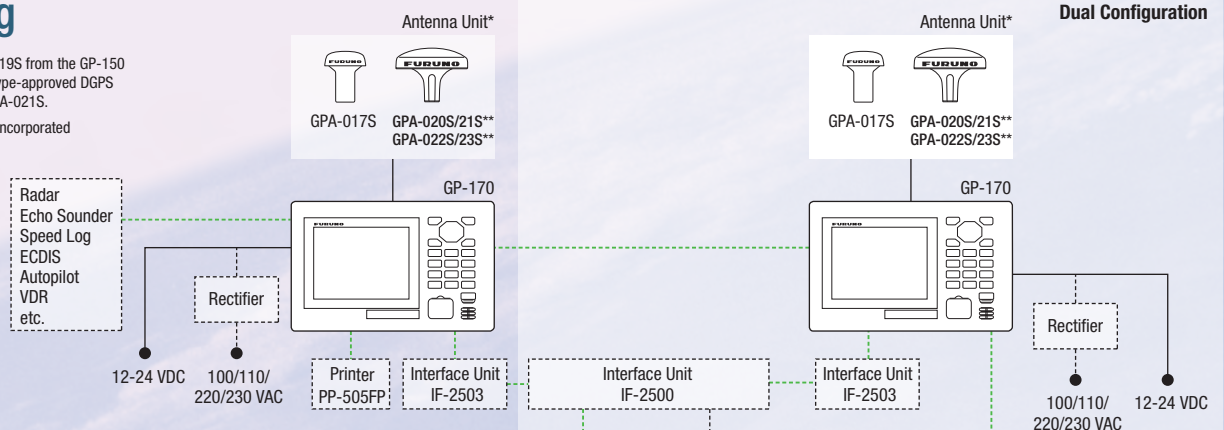 g
Antenna Unit*
Antenna Unit*
Dual Configuration
19S from the GP-150
ype-approved DGPS
A-021S.
ncorporated
FURUNO
FURUNO
GPA-017S
GPA-020S/21S**
GPA-022S/23S**
FURUNO
FURUNO
GPA-017S
GPA-020S/21S**
GPA-022S/23S**
GP-170
GP-170
Radar
Echo Sounder
Speed Log
ECDIS
Autopilot
VDR
etc.
FURUNO
FURUNO
Rectifier
Rectifier
12-24 VDC
100/110/
220/230 VAC
Printer
PP-505FP
Interface Unit
IF-2503
Interface Unit
IF-2500
Interface Unit
IF-2503
100/110/
220/230 VAC
12-24 VDC